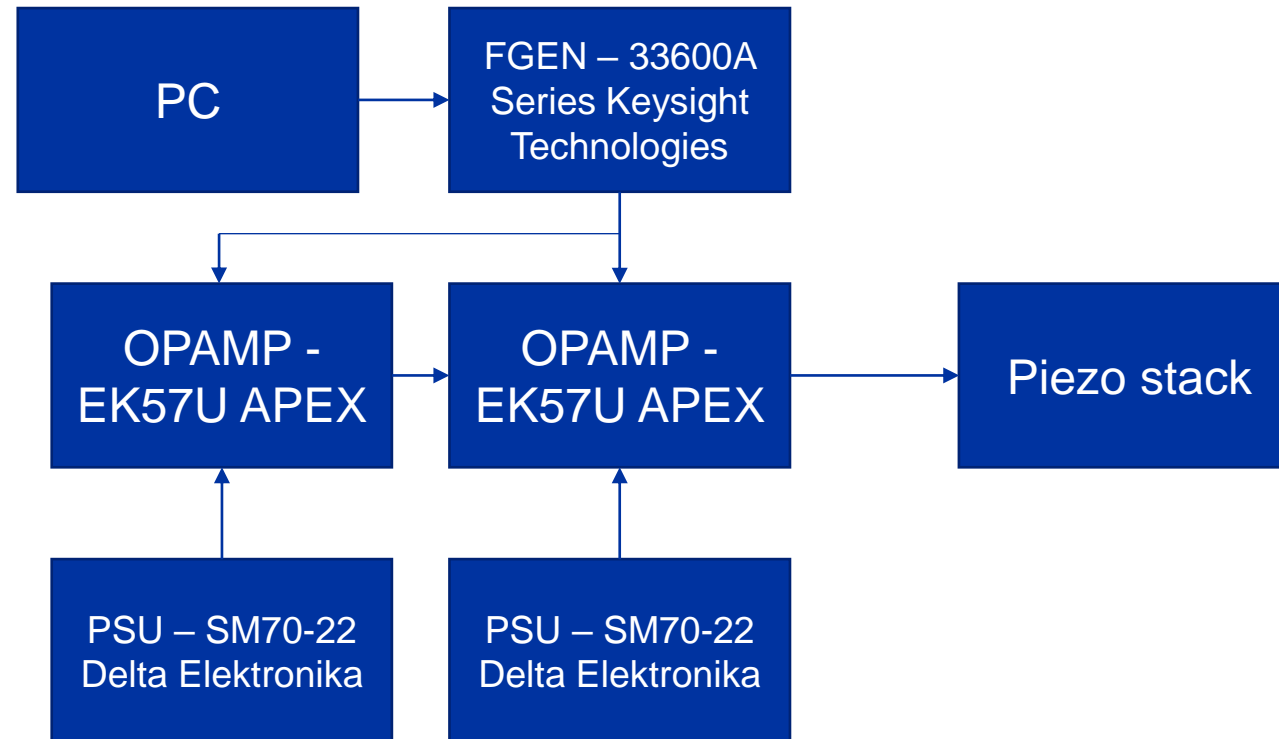 PC
FGEN – 33600A
Series Keysight
Technologies
OPAMP -
EK57U APEX
OPAMP -
EK57U APEX
Piezo stack
PSU – SM70-22
Delta Elektronika
PSU – SM70-22
Delta Elektronika